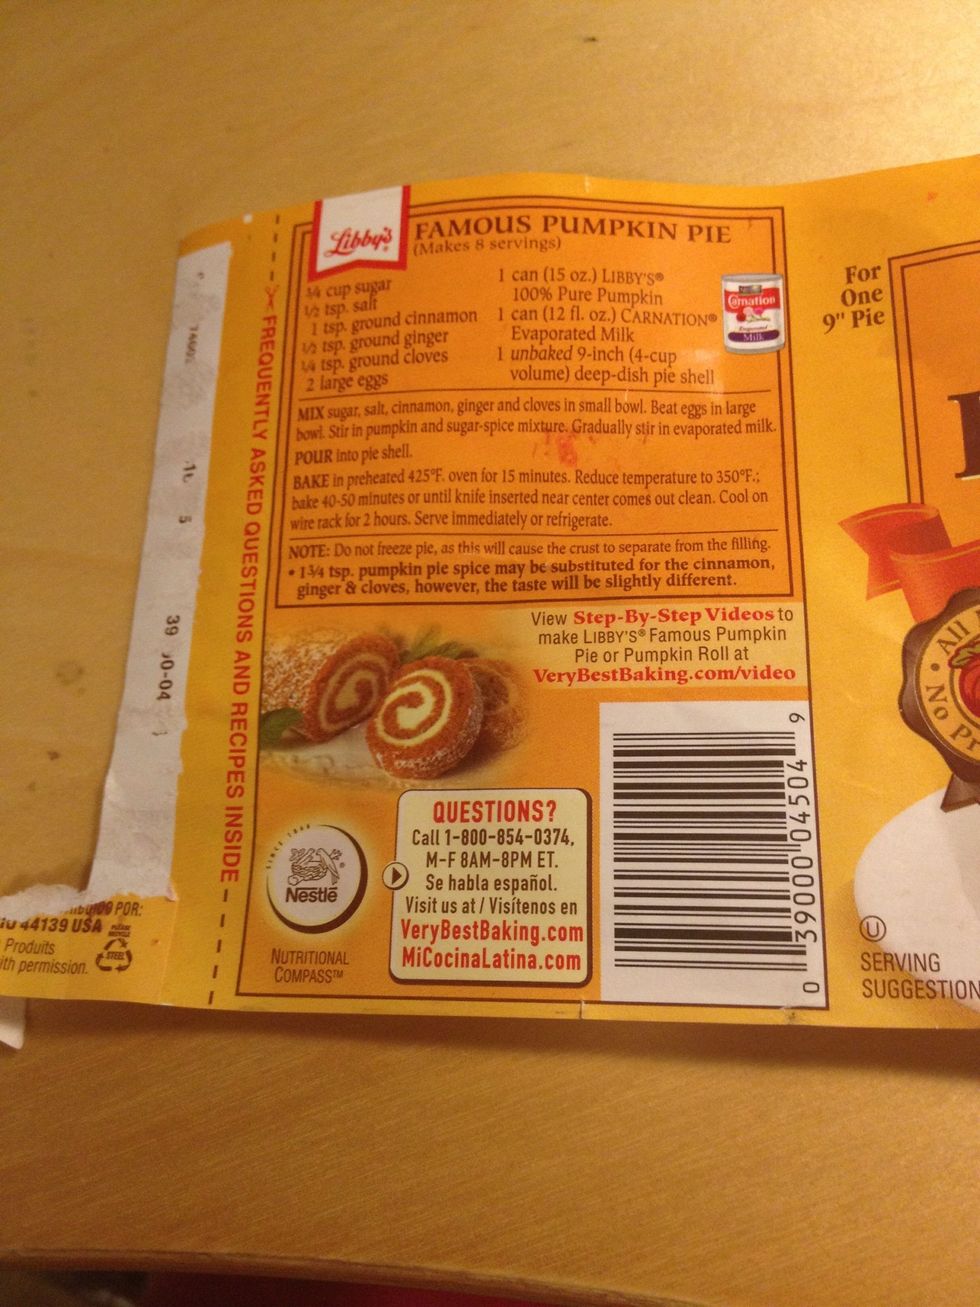 Libby's®
FAMOUS PUMPKIN PIE
(Makes 8 servings)
3/4 cup sugar
1/2 tsp. salt
1 tsp. ground cinnamon
1/2 tsp. ground ginger
1/4 tsp. ground cloves
2 large eggs
1 can (15 oz.) LIBBY'S®
100% Pure Pumpkin
1 can (12 fl. oz.) CARNATION®
Evaporated Milk
1 unbaked 9-inch (4-cup
volume) deep-dish pie shell
Carnation
Evaporated
Milk
MIX sugar, salt, cinnamon, ginger and cloves in small bowl. Beat eggs in large
bowl. Stir in pumpkin and sugar-spice mixture. Gradually stir in evaporated milk.
POUR into pie shell.
BAKE in preheated 425°F. oven for 15 minutes. Reduce temperature to 350°F.;
bake 40-50 minutes or until knife inserted near center comes out clean. Cool on
wire rack for 2 hours. Serve immediately or refrigerate.
NOTE: Do not freeze pie, as this will cause the crust to separate from the filling.
• 1 3/4 tsp. pumpkin pie spice may be substituted for the cinnamon,
ginger & cloves, however, the taste will be slightly different.
View Step-By-Step Videos to
make LIBBY'S® Famous Pumpkin
Pie or Pumpkin Roll at
VeryBestBaking.com/video
QUESTIONS?
Call 1-800-854-0374,
M-F 8AM-8PM ET.
Se habla español.
Visit us at / Visítenos en
VeryBestBaking.com
MiCocinaLatina.com
Nestlé
NUTRITIONAL
COMPASS™
0 39000 04504 9
FREQUENTLY ASKED QUESTIONS AND RECIPES INSIDE
POR:
44139 USA
PLEASE
RECYCLE
STEEL
Produits
with permission.
For
One
9" Pie
All
• No Pr
U
SERVING
SUGGESTION